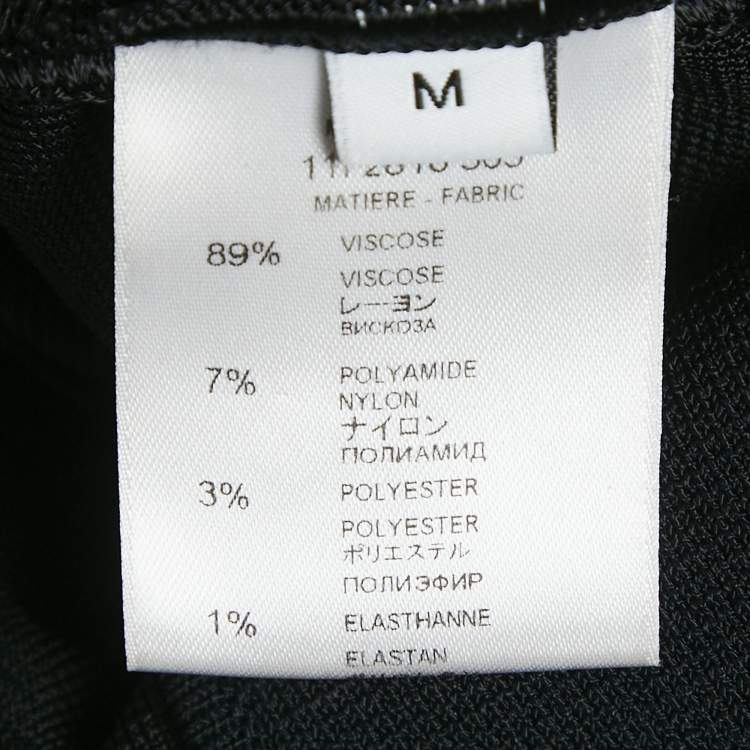 M
MATIERE - FABRIC
89% VISCOSE
VISCOSE
レーヨン
ВИСКОЗА
7% POLYAMIDE
NYLON
ナイロン
ПОЛИАМИД
3% POLYESTER
POLYESTER
ポリエステル
ПОЛИЭФИР
1% ELASTHANNE
ELASTAN